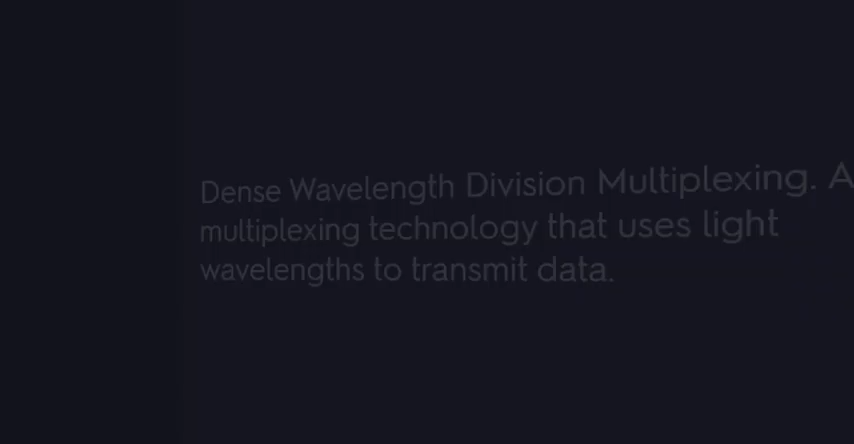 Dense Wavelength Division Multiplexing. A
multiplexing technology that uses light
wavelengths to transmit data.